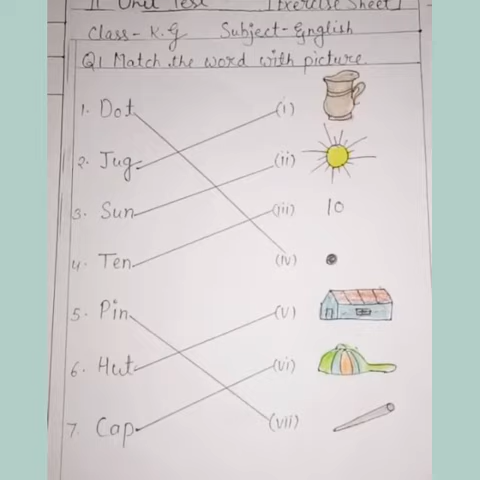 II Unit Test [Exercise Sheet]
Class- K.G Subject- English
Q1 Match the word with picture.
1. Dot (i)
2. Jug (ii)
3. Sun (iii) 10
4. Ten (iv)
5. Pin (v)
6. Hut (vi)
7. Cap (vii)